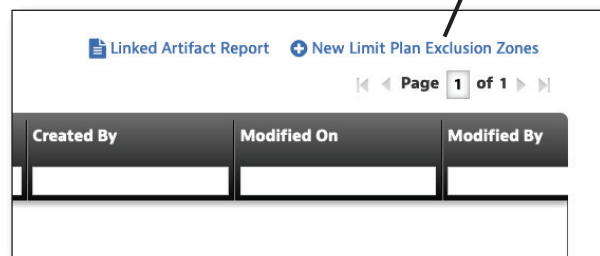 Linked Artifact Report New Limit Plan Exclusion Zones
Page 1 of 1
Created By Modified On Modified By